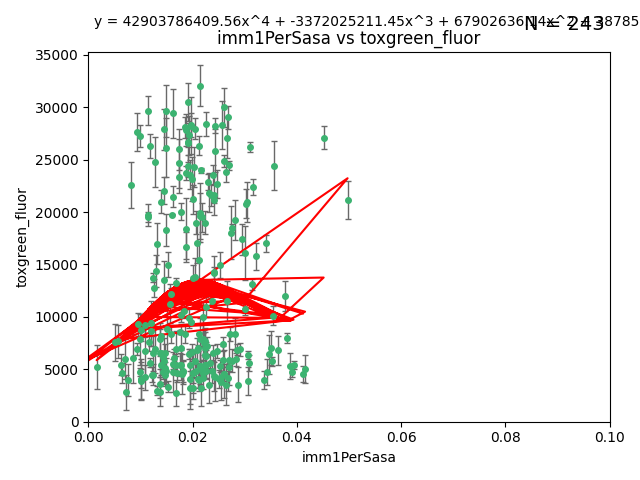 y = 42903786409.56x^4 + -3372025211.45x^3 +
N = 243
imm1PerSasa vs toxgreen_fluor
35000
30000
25000
20000
15000
10000
5000
0
toxgreen_fluor
0.00 0.02 0.04 0.06 0.08 0.10
imm1PerSasa